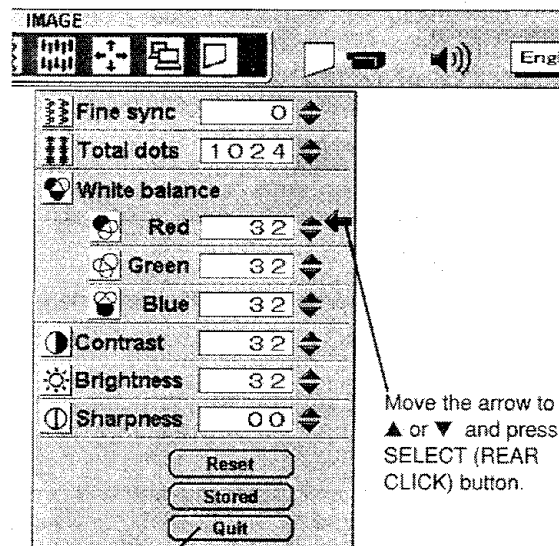 IMAGE
Fine sync 0
Total dots 1024
White balance
Red 32
Green 32
Blue 32
Contrast 32
Brightness 32
Sharpness 00
Reset
Stored
Quit
Move the arrow to
▲ or ▼ and press
SELECT (REAR
CLICK) button.